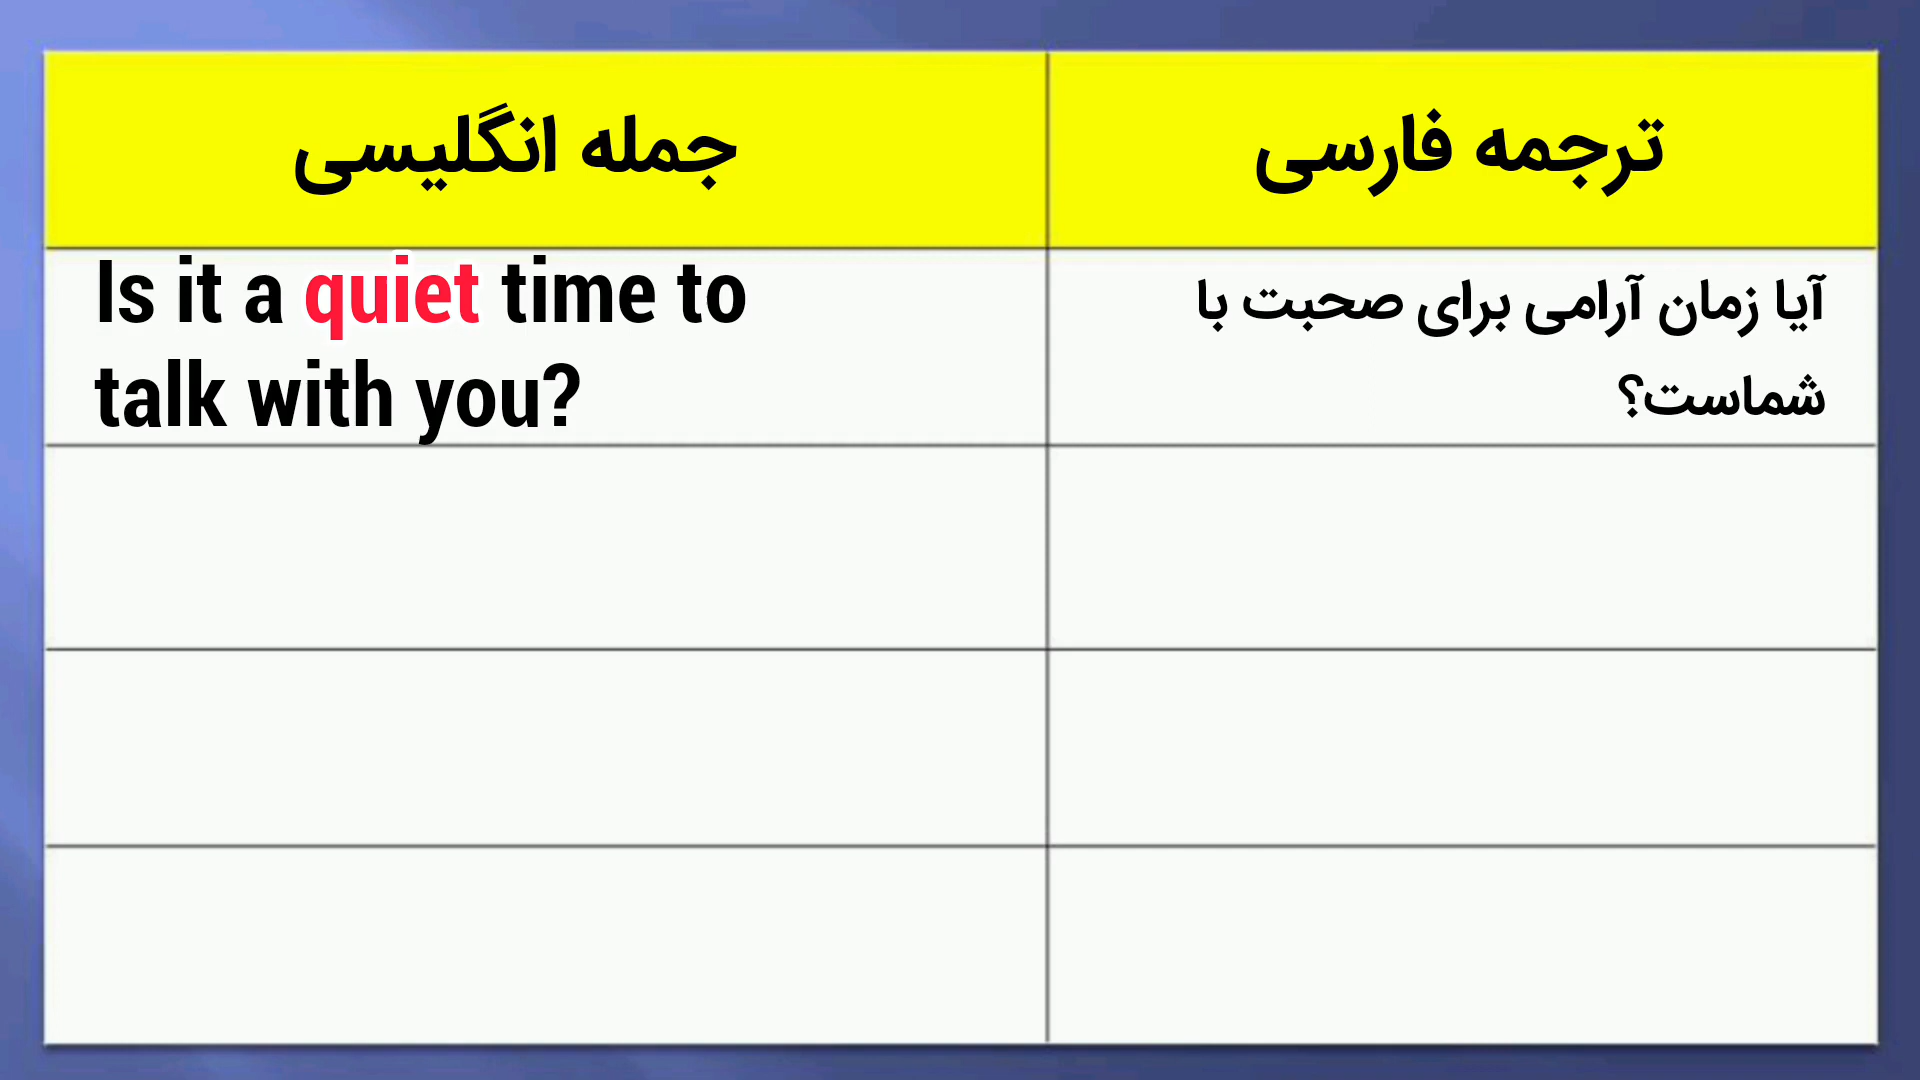 جمله انگلیسی
ترجمه فارسی
Is it a quiet time to
talk with you?
آیا زمان آرامی برای صحبت با
شماست؟